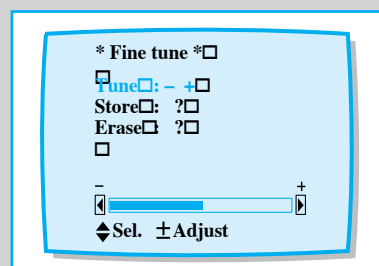 * Fine tune *□
□
Tune□: – +□
Store□: ?□
Erase□: ?□
□
– +
Sel. ±Adjust